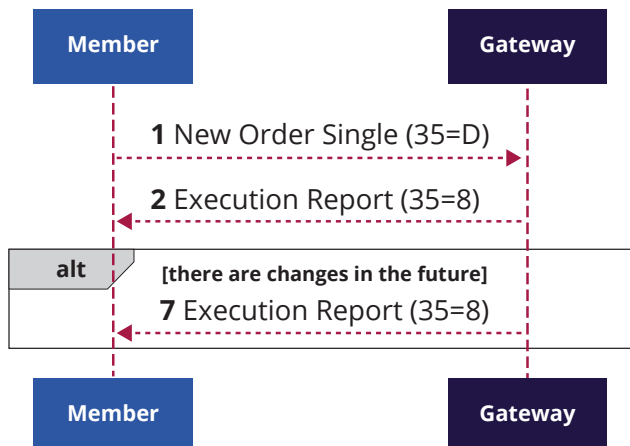 Member
Gateway
1 New Order Single (35=D)
2 Execution Report (35=8)
alt
[there are changes in the future]
7 Execution Report (35=8)
Member
Gateway